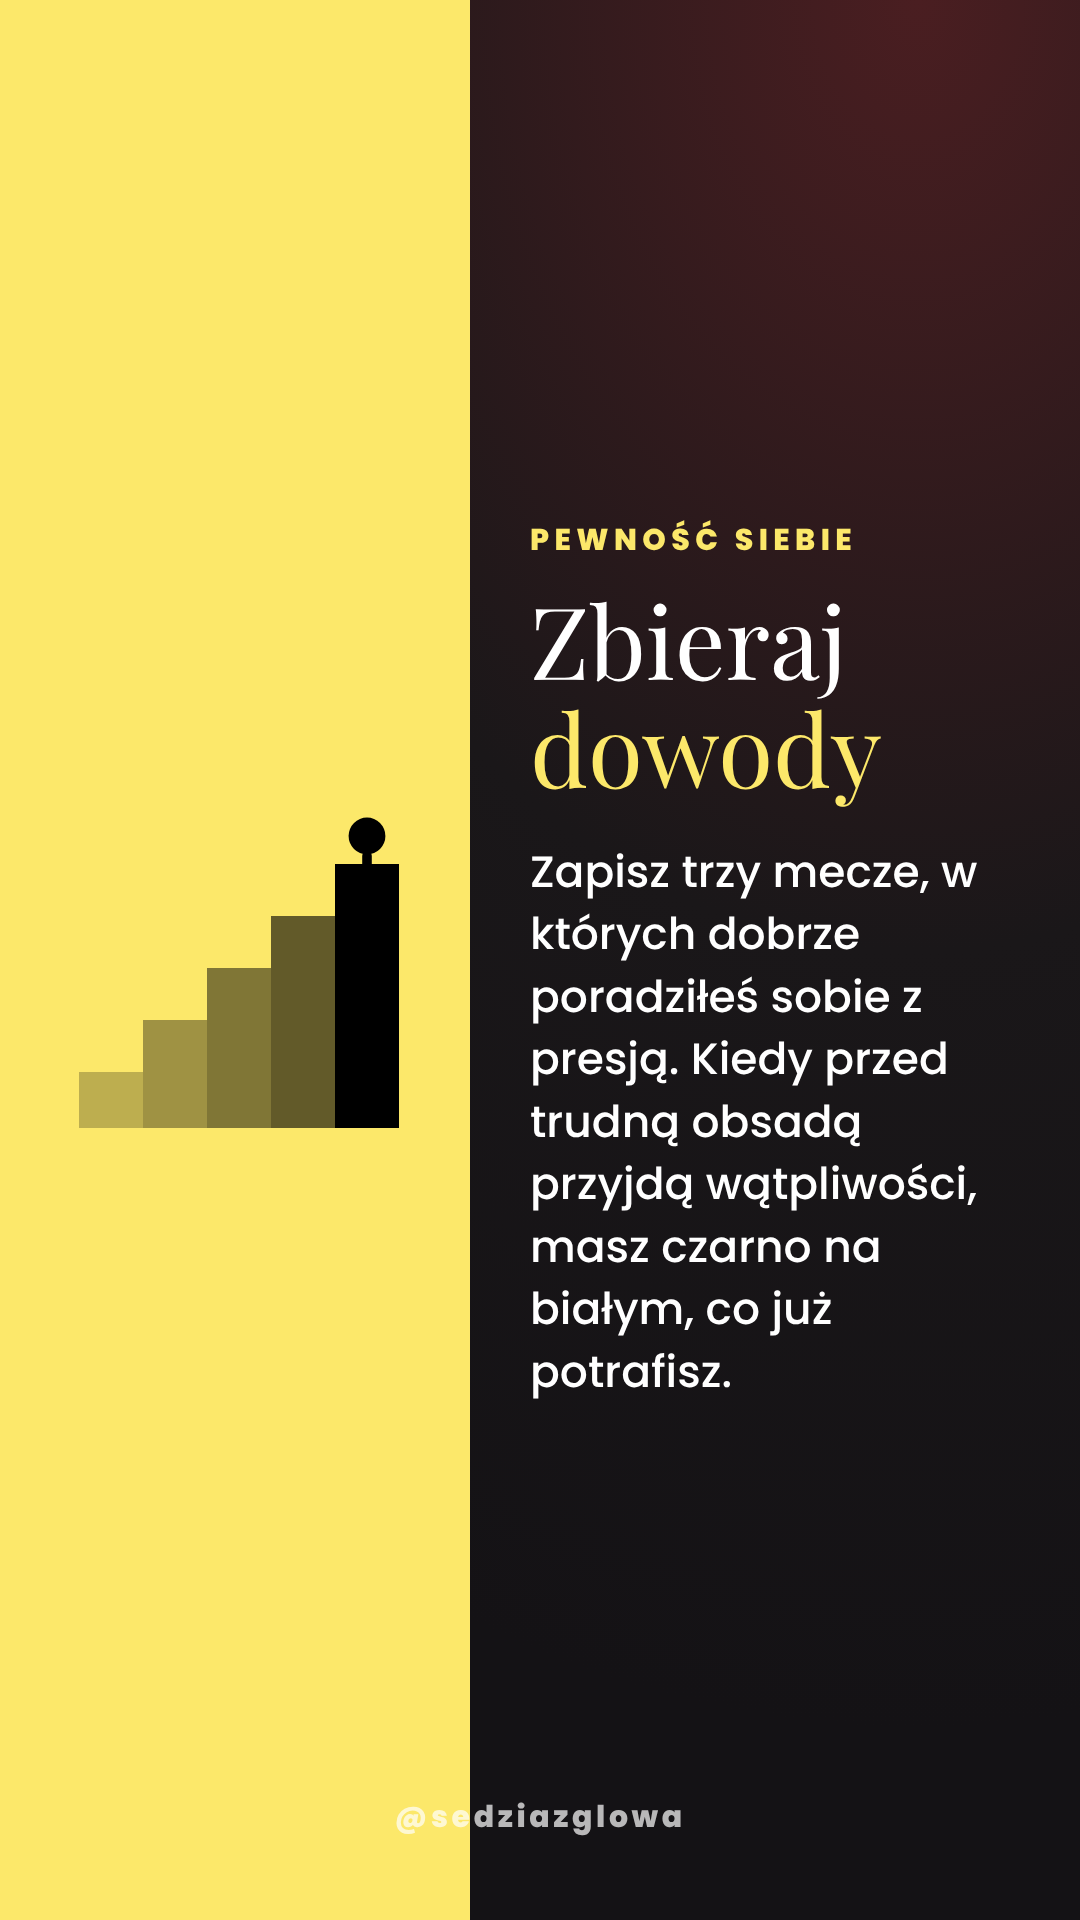 PEWNOŚĆ SIEBIE
Zbieraj
dowody
Zapisz trzy mecze, w
których dobrze
poradziłeś sobie z
presją. Kiedy przed
trudną obsadą
przyjdą wątpliwości,
masz czarno na
białym, co już
potrafisz.
@sedziazglowa